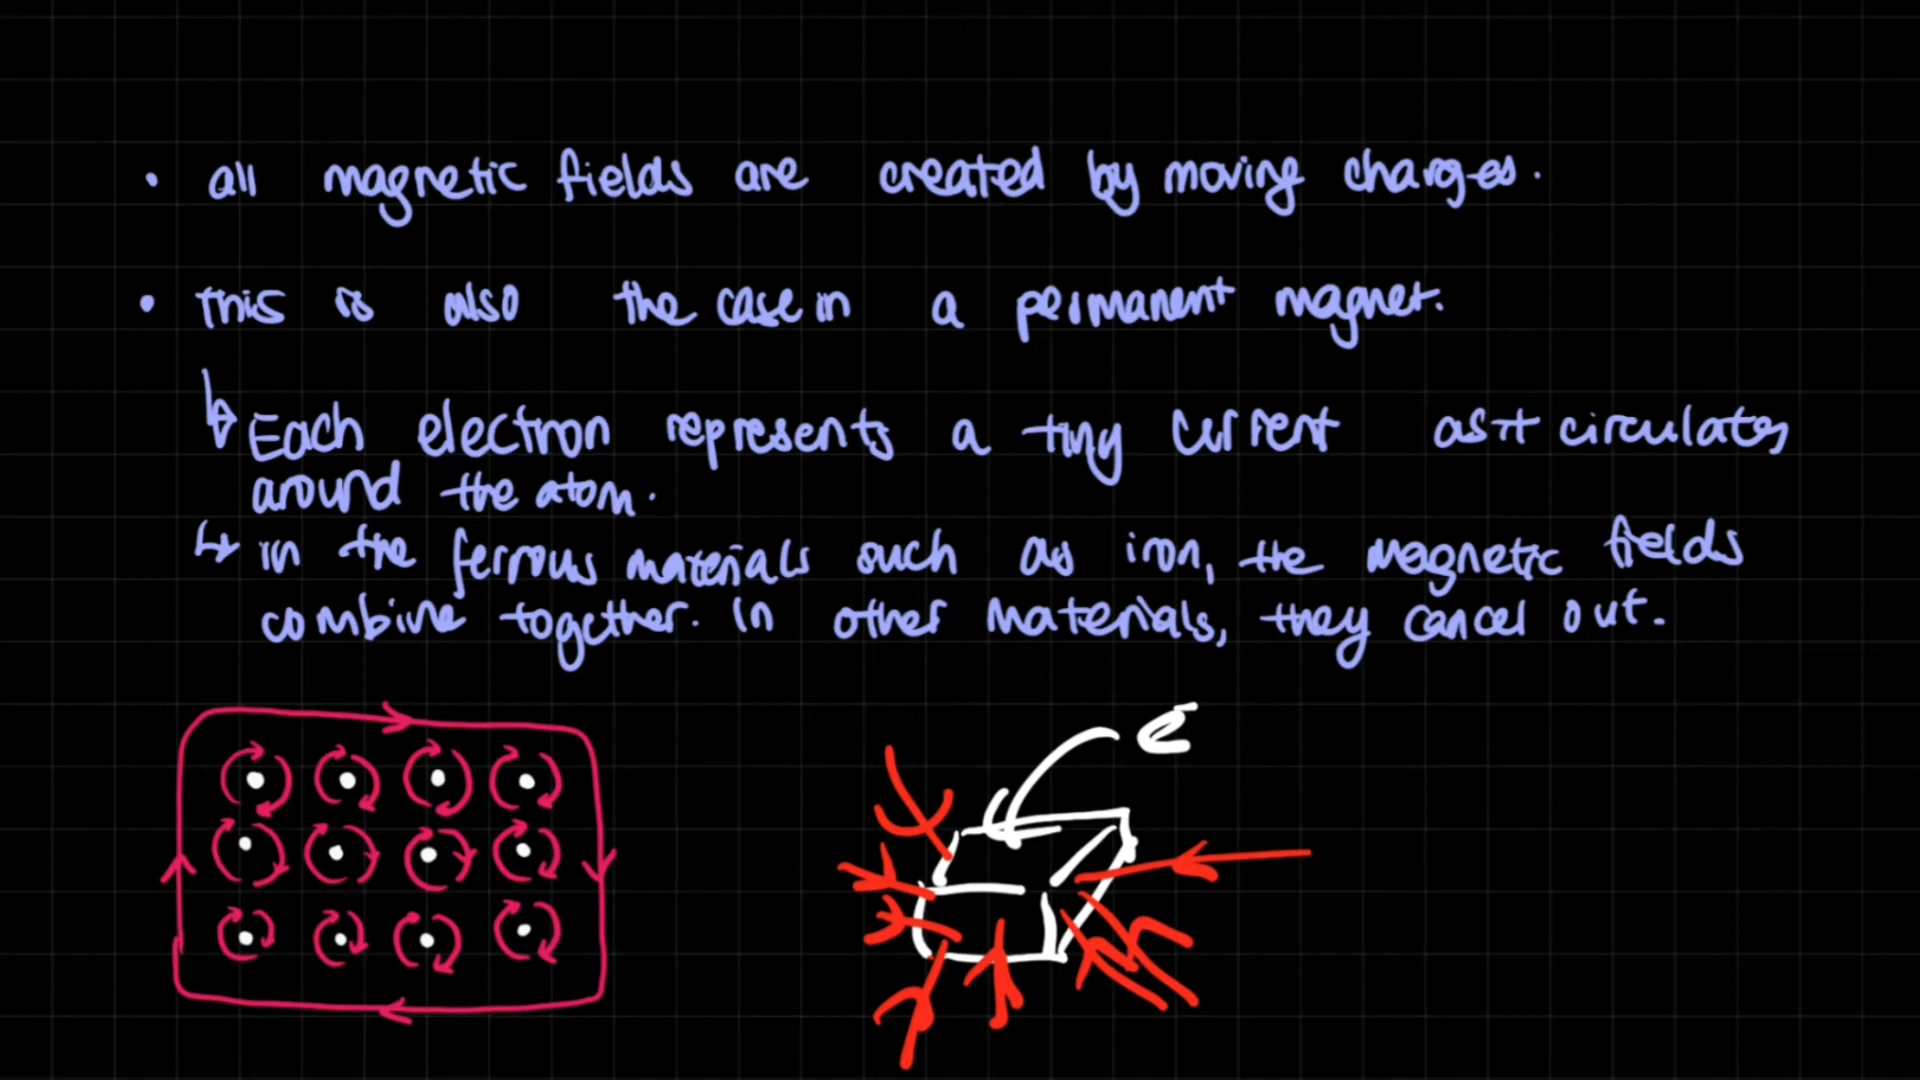 • all magnetic fields are created by moving charges.
• This is also the case in a permanent magnet.
↳ Each electron represents a tiny current as it circulates
around the atom.
↳ in the ferrous materials such as iron, the magnetic fields
combine together. In other materials, they cancel out.
e⁻